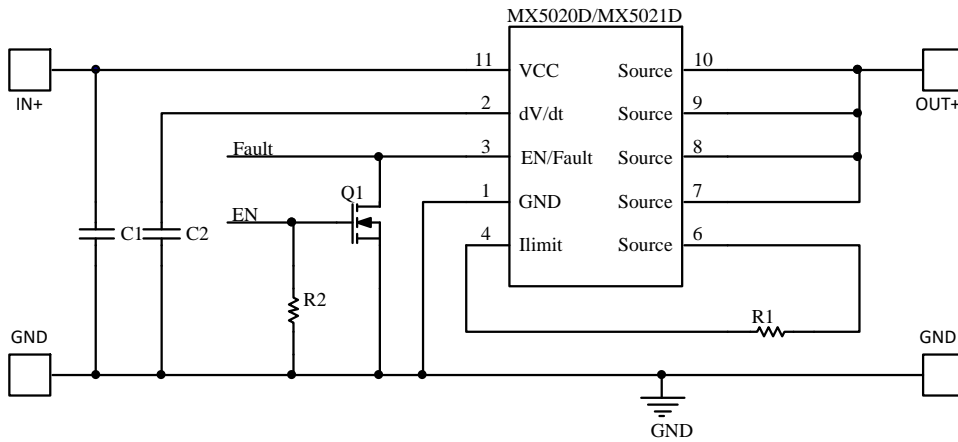 MX5020D/MX5021D
IN+
11
VCC
Source
10
OUT+
2
dV/dt
Source
9
Fault
3
EN/Fault
Source
8
Q1
1
GND
Source
7
EN
4
Ilimit
Source
6
C1
C2
R2
R1
GND
GND
GND